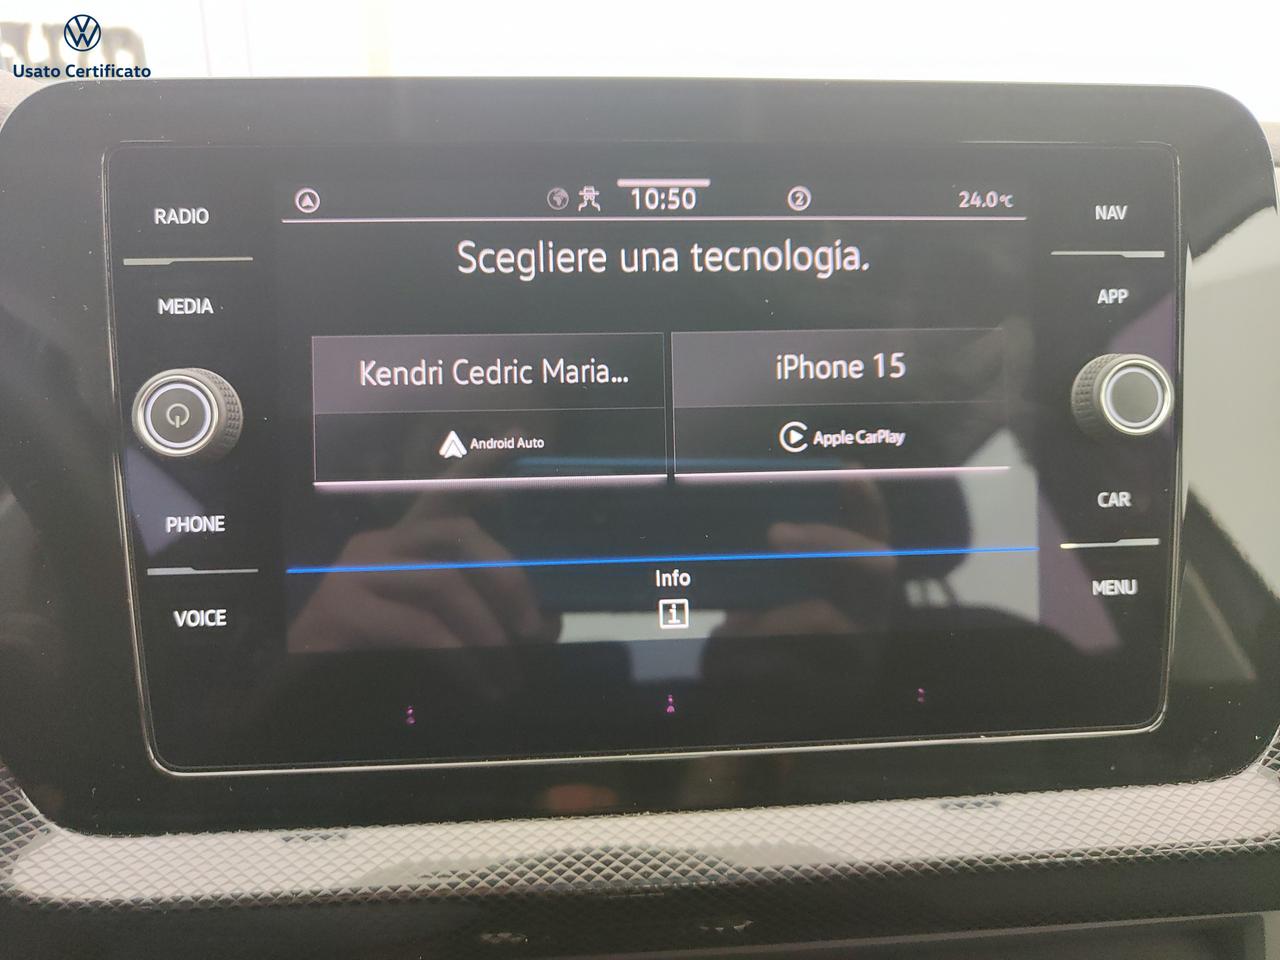 Usato Certificato
RADIO
MEDIA
PHONE
VOICE
10:50
2
24.0°C
Scegliere una tecnologia.
Kendri Cedric Maria...
Android Auto
iPhone 15
Apple CarPlay
Info
i
NAV
APP
CAR
MENU